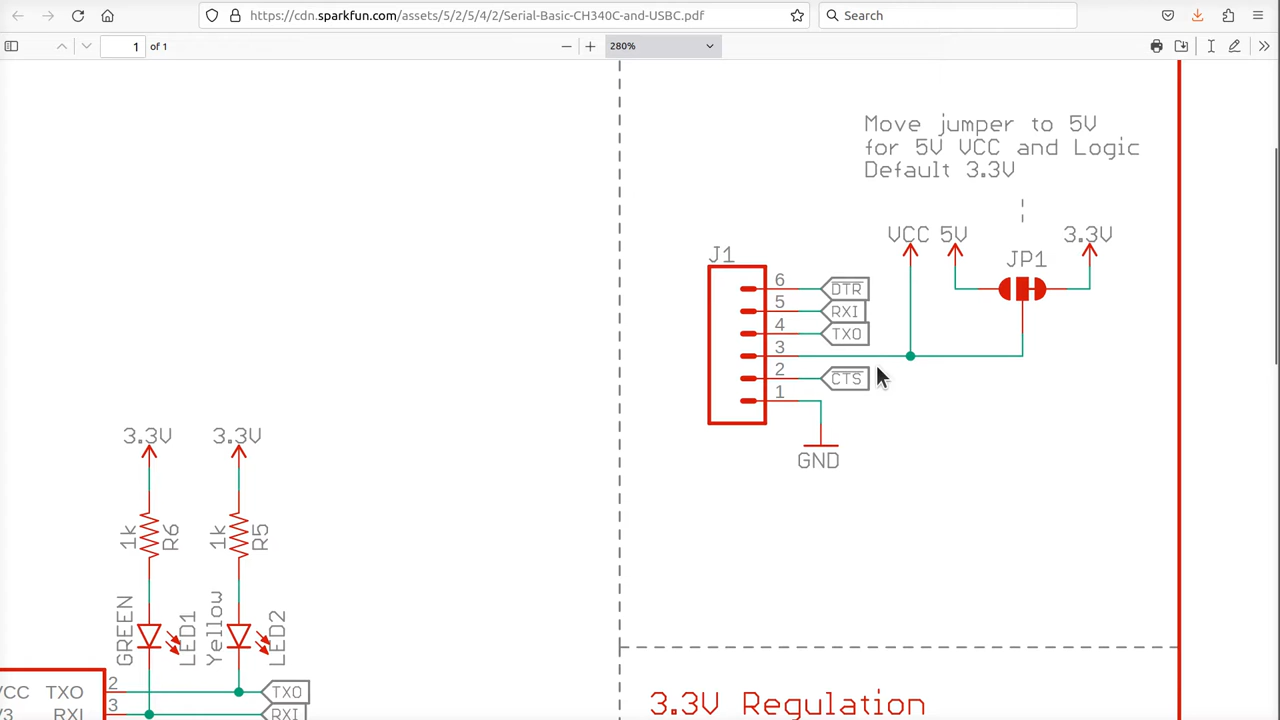 https://cdn.sparkfun.com/assets/5/2/5/4/2/Serial-Basic-CH340C-and-USBC.pdf
Search
1 of 1
280%
Move jumper to 5V
for 5V VCC and Logic
Default 3.3V
VCC 5V 3.3V
J1
JP1
6 DTR
5 RXI
4 TXO
3
2 CTS
1
GND
3.3V 3.3V
1k R6 1k R5
GREEN LED1 Yellow LED2
VCC TXO 2 TXO
V3 RXI 3 RXI
3.3V Regulation